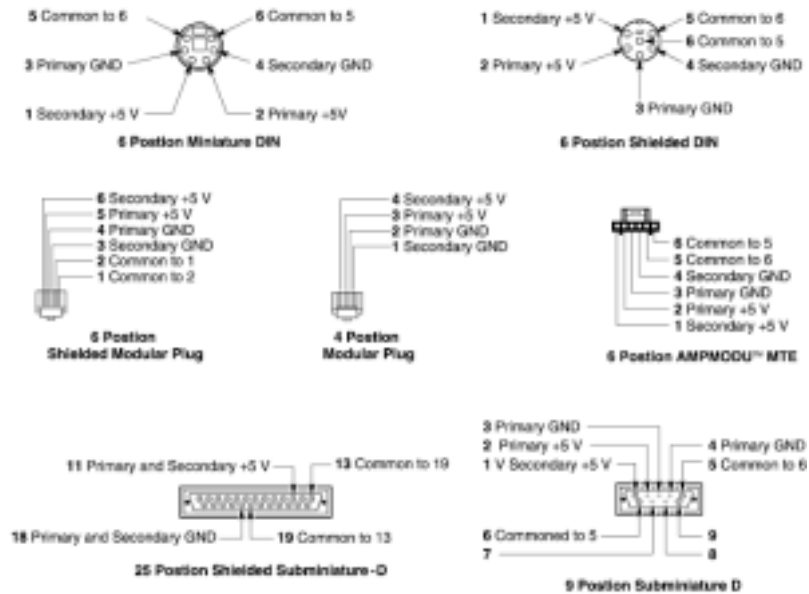 5 Common to 6
6 Common to 5
3 Primary GND
4 Secondary GND
1 Secondary +5 V
2 Primary +5V
6 Postion Miniature DIN
1 Secondary +5 V
5 Common to 6
6 Common to 5
2 Primary +5 V
4 Secondary GND
3 Primary GND
6 Postion Shielded DIN
6 Secondary +5 V
5 Primary +5 V
4 Primary GND
3 Secondary GND
2 Common to 1
1 Common to 2
6 Postion
Shielded Modular Plug
4 Secondary +5 V
3 Primary +5 V
2 Primary GND
1 Secondary GND
4 Postion
Modular Plug
6 Common to 5
5 Common to 6
4 Secondary GND
3 Primary GND
2 Primary +5 V
1 Secondary +5 V
6 Postion AMPMODU™ MTE
11 Primary and Secondary +5 V
13 Common to 19
18 Primary and Secondary GND
19 Common to 13
25 Postion Shielded Subminiature-D
3 Primary GND
2 Primary +5 V
4 Primary GND
1 V Secondary +5 V
5 Common to 6
6 Commoned to 5
9
7
8
9 Postion Subminiature D